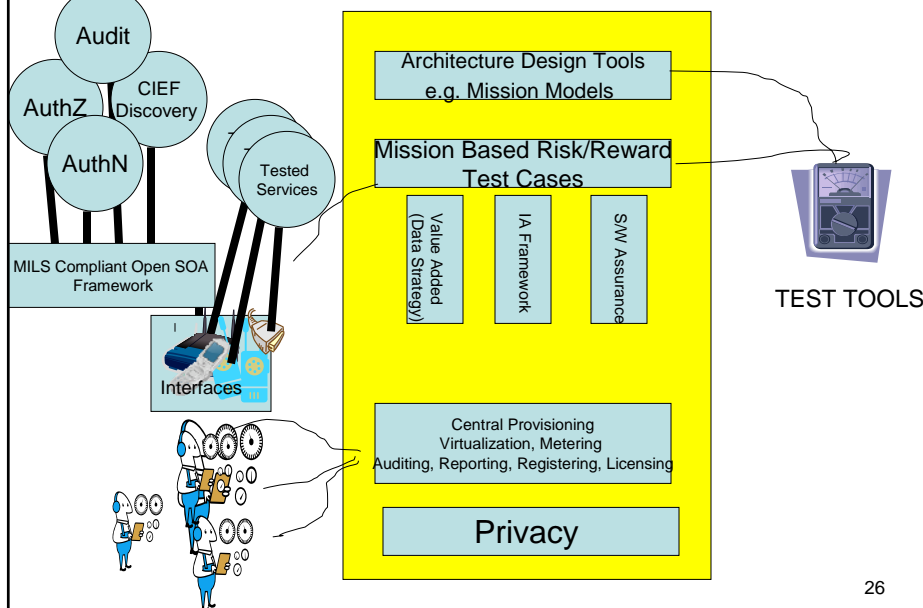 Audit
AuthZ
CIEF
Discovery
AuthN
Tested
Services
MILS Compliant Open SOA
Framework
Interfaces
Architecture Design Tools
e.g. Mission Models
Mission Based Risk/Reward
Test Cases
Value Added
(Data Strategy)
IA Framework
S/W Assurance
Central Provisioning
Virtualization, Metering
Auditing, Reporting, Registering, Licensing
Privacy
TEST TOOLS
26